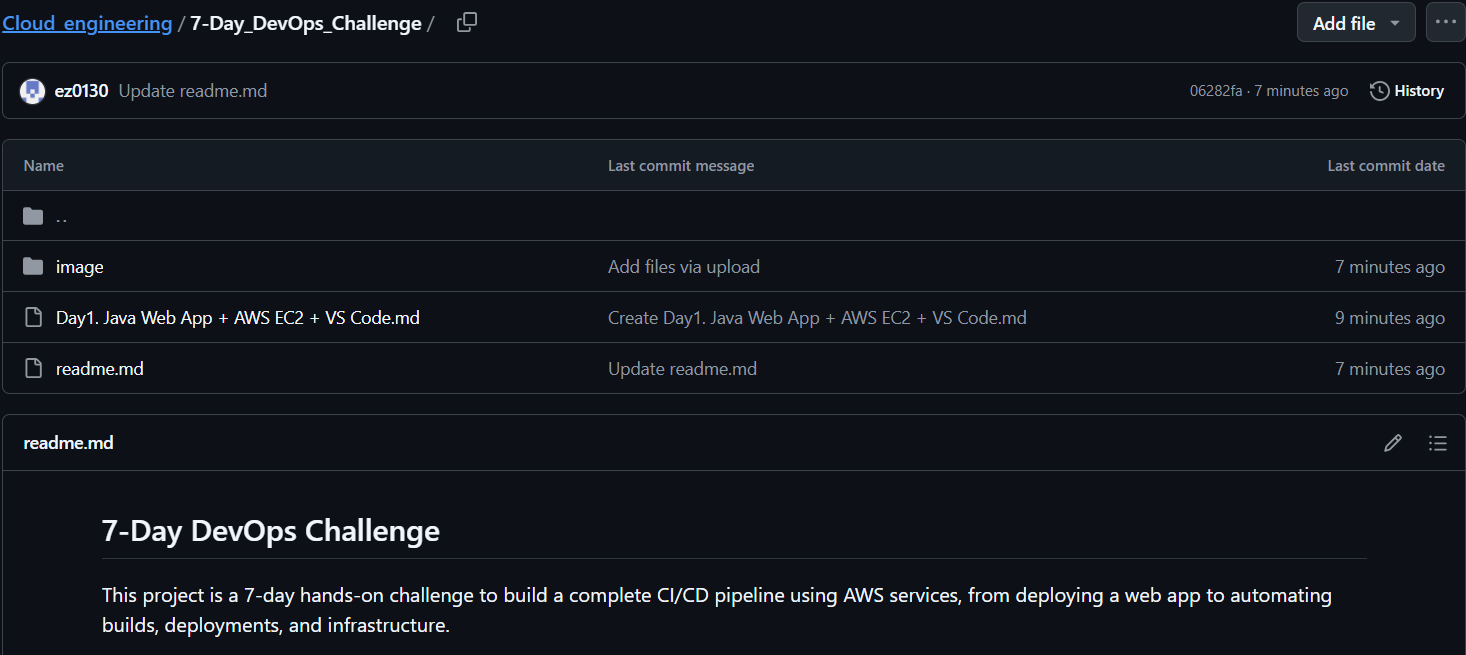 Cloud_engineering / 7-Day_DevOps_Challenge /
Add file
ez0130 Update readme.md
06282fa · 7 minutes ago
History
Name Last commit message Last commit date
..
image Add files via upload 7 minutes ago
Day1. Java Web App + AWS EC2 + VS Code.md Create Day1. Java Web App + AWS EC2 + VS Code.md 9 minutes ago
readme.md Update readme.md 7 minutes ago
readme.md
7-Day DevOps Challenge
This project is a 7-day hands-on challenge to build a complete CI/CD pipeline using AWS services, from deploying a web app to automating
builds, deployments, and infrastructure.